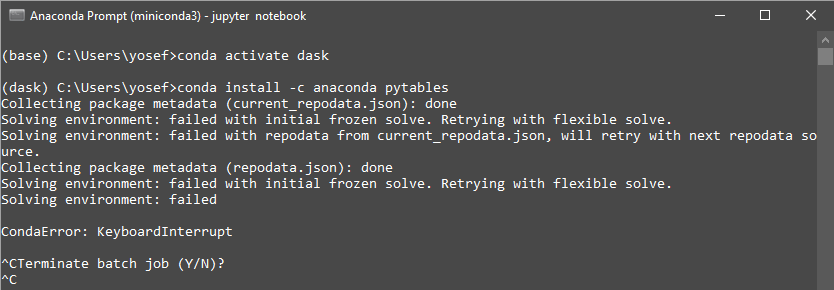 Anaconda Prompt (miniconda3) - jupyter notebook
(base) C:\Users\yosef>conda activate dask
(dask) C:\Users\yosef>conda install -c anaconda pytables
Collecting package metadata (current_repodata.json): done
Solving environment: failed with initial frozen solve. Retrying with flexible solve.
Solving environment: failed with repodata from current_repodata.json, will retry with next repodata so
urce.
Collecting package metadata (repodata.json): done
Solving environment: failed with initial frozen solve. Retrying with flexible solve.
Solving environment: failed
CondaError: KeyboardInterrupt
^CTerminate batch job (Y/N)?
^C